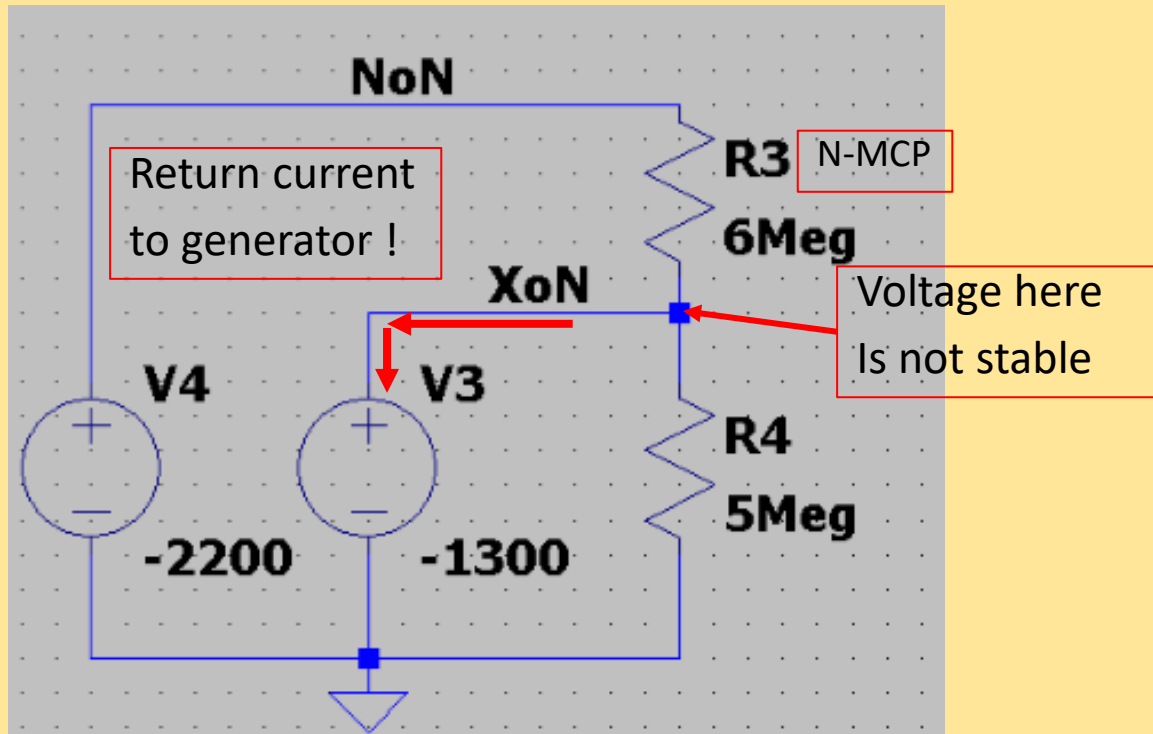 NoN
Return current
to generator !
R3
N-MCP
6Meg
XoN
Voltage here
Is not stable
V4
V3
R4
5Meg
-2200
-1300